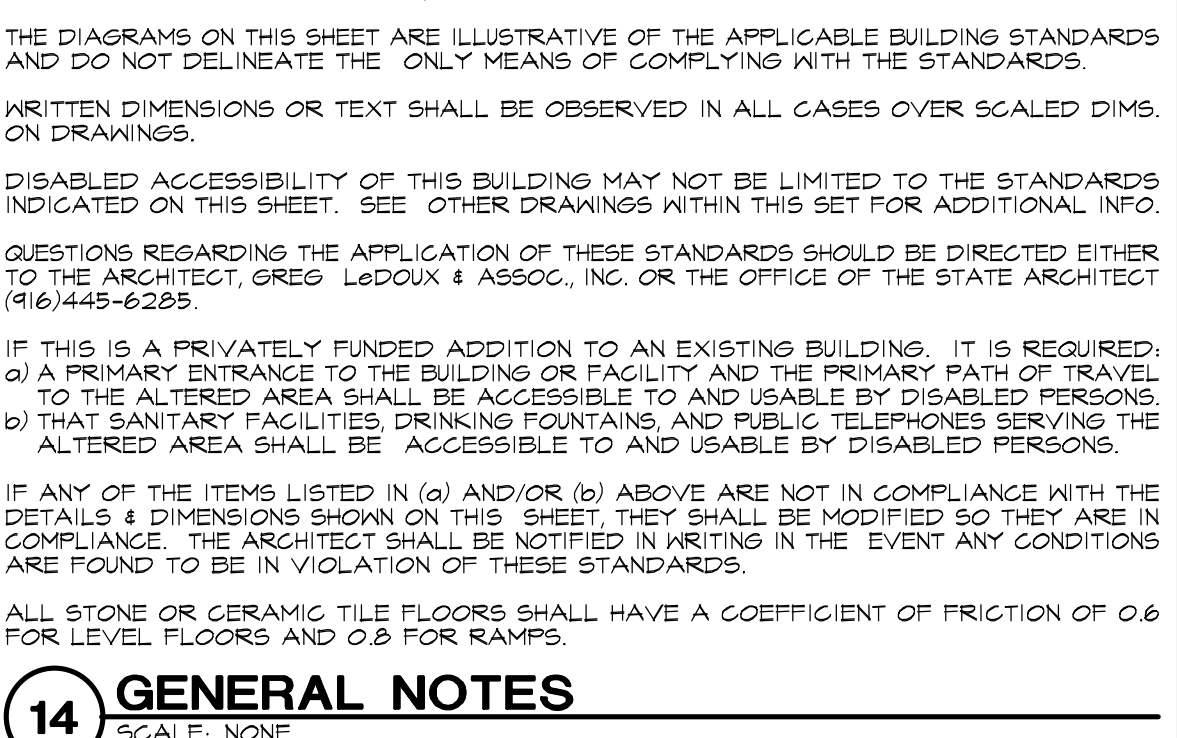 THE DIAGRAMS ON THIS SHEET ARE ILLUSTRATIVE OF THE APPLICABLE BUILDING STANDARDS
AND DO NOT DELINEATE THE ONLY MEANS OF COMPLYING WITH THE STANDARDS.
WRITTEN DIMENSIONS OR TEXT SHALL BE OBSERVED IN ALL CASES OVER SCALED DIMS.
ON DRAWINGS.
DISABLED ACCESSIBILITY OF THIS BUILDING MAY NOT BE LIMITED TO THE STANDARDS
INDICATED ON THIS SHEET. SEE OTHER DRAWINGS WITHIN THIS SET FOR ADDITIONAL INFO.
QUESTIONS REGARDING THE APPLICATION OF THESE STANDARDS SHOULD BE DIRECTED EITHER
TO THE ARCHITECT, GREG LeDOUX & ASSOC., INC. OR THE OFFICE OF THE STATE ARCHITECT
(916)445-6285.
IF THIS IS A PRIVATELY FUNDED ADDITION TO AN EXISTING BUILDING. IT IS REQUIRED:
a) A PRIMARY ENTRANCE TO THE BUILDING OR FACILITY AND THE PRIMARY PATH OF TRAVEL
TO THE ALTERED AREA SHALL BE ACCESSIBLE TO AND USABLE BY DISABLED PERSONS.
b) THAT SANITARY FACILITIES, DRINKING FOUNTAINS, AND PUBLIC TELEPHONES SERVING THE
ALTERED AREA SHALL BE ACCESSIBLE TO AND USABLE BY DISABLED PERSONS.
IF ANY OF THE ITEMS LISTED IN (a) AND/OR (b) ABOVE ARE NOT IN COMPLIANCE WITH THE
DETAILS & DIMENSIONS SHOWN ON THIS SHEET, THEY SHALL BE MODIFIED SO THEY ARE IN
COMPLIANCE. THE ARCHITECT SHALL BE NOTIFIED IN WRITING IN THE EVENT ANY CONDITIONS
ARE FOUND TO BE IN VIOLATION OF THESE STANDARDS.
ALL STONE OR CERAMIC TILE FLOORS SHALL HAVE A COEFFICIENT OF FRICTION OF 0.6
FOR LEVEL FLOORS AND 0.8 FOR RAMPS.
14 GENERAL NOTES
SCALE: NONE